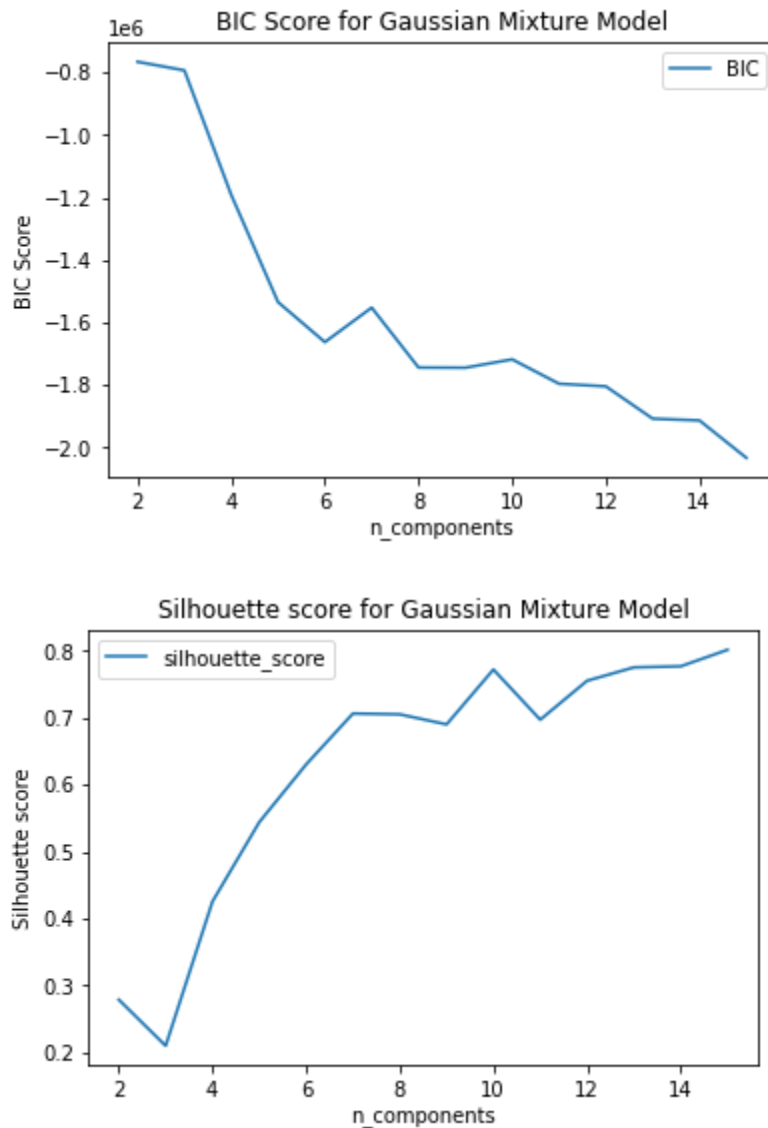 BIC Score for Gaussian Mixture Model
1e6
BIC
−0.8
−1.0
−1.2
−1.4
−1.6
−1.8
−2.0
BIC Score
2 4 6 8 10 12 14
n_components
Silhouette score for Gaussian Mixture Model
silhouette_score
0.8
0.7
0.6
0.5
0.4
0.3
0.2
Silhouette score
2 4 6 8 10 12 14
n_components